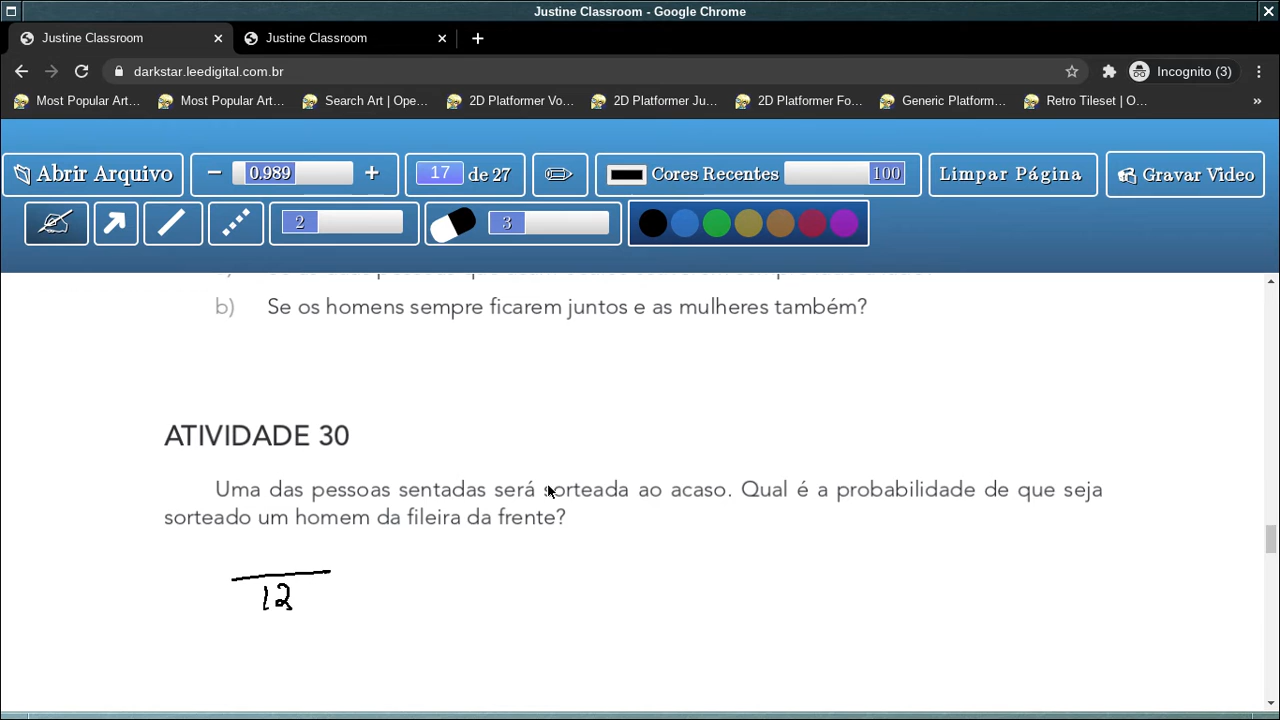 Justine Classroom - Google Chrome
Justine Classroom
Justine Classroom
darkstar.leedigital.com.br
Incognito (3)
Most Popular Art...
Most Popular Art...
Search Art | Ope...
2D Platformer Vo...
2D Platformer Ju...
2D Platformer Fo...
Generic Platform...
Retro Tileset | O...
»
Abrir Arquivo
− 0.989 +
17 de 27
Cores Recentes 100
Limpar Página
Gravar Video
2
3
b) Se os homens sempre ficarem juntos e as mulheres também?
ATIVIDADE 30
Uma das pessoas sentadas será sorteada ao acaso. Qual é a probabilidade de que seja
sorteado um homem da fileira da frente?
12